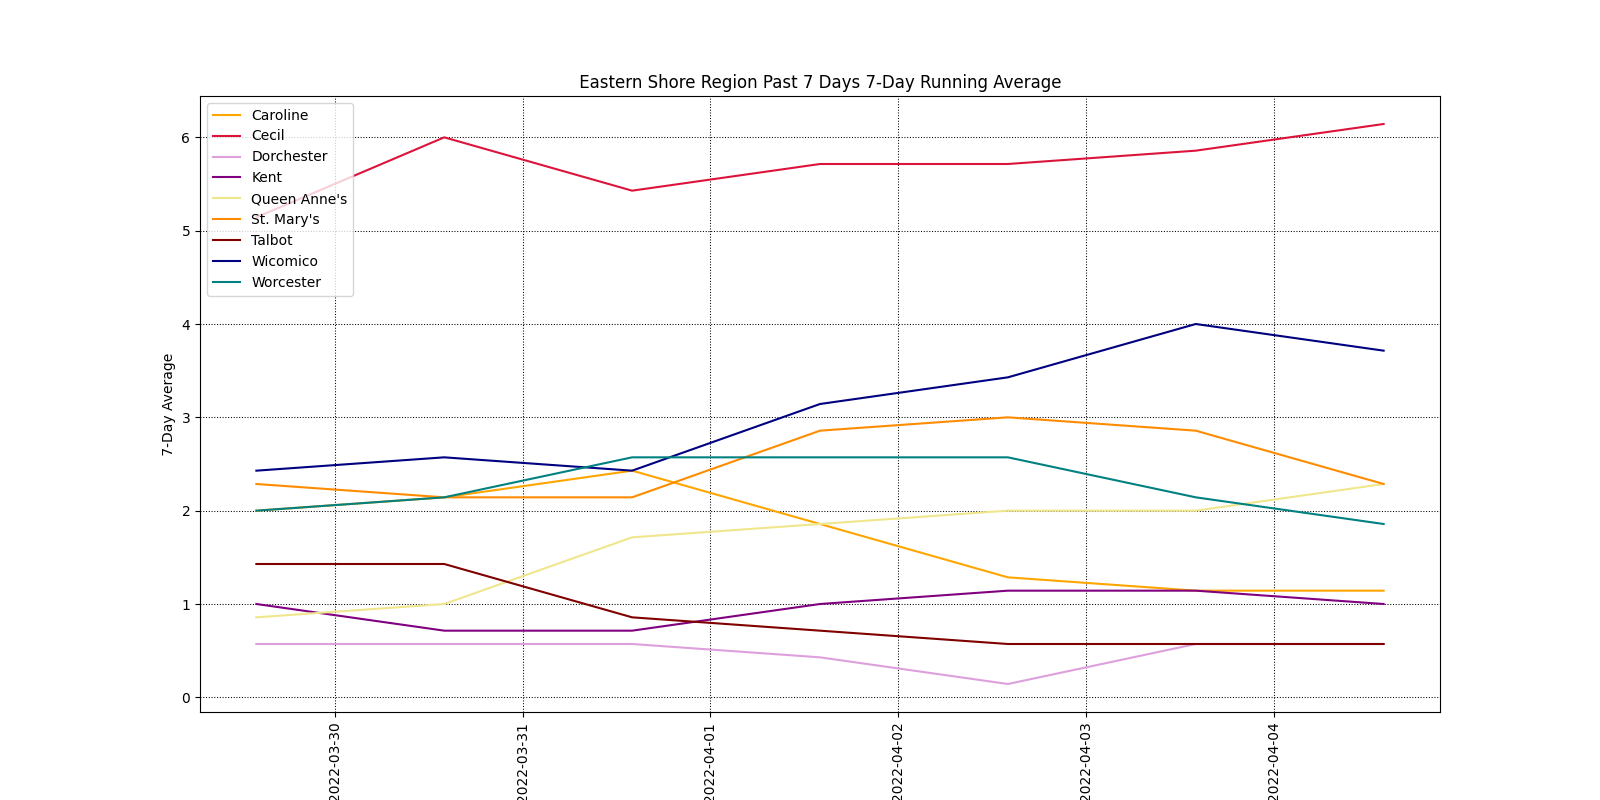 Eastern Shore Region Past 7 Days 7-Day Running Average
Caroline
Cecil
Dorchester
Kent
Queen Anne's
St. Mary's
Talbot
Wicomico
Worcester
6
5
4
3
2
1
0
7-Day Average
2022-03-30
2022-03-31
2022-04-01
2022-04-02
2022-04-03
2022-04-04